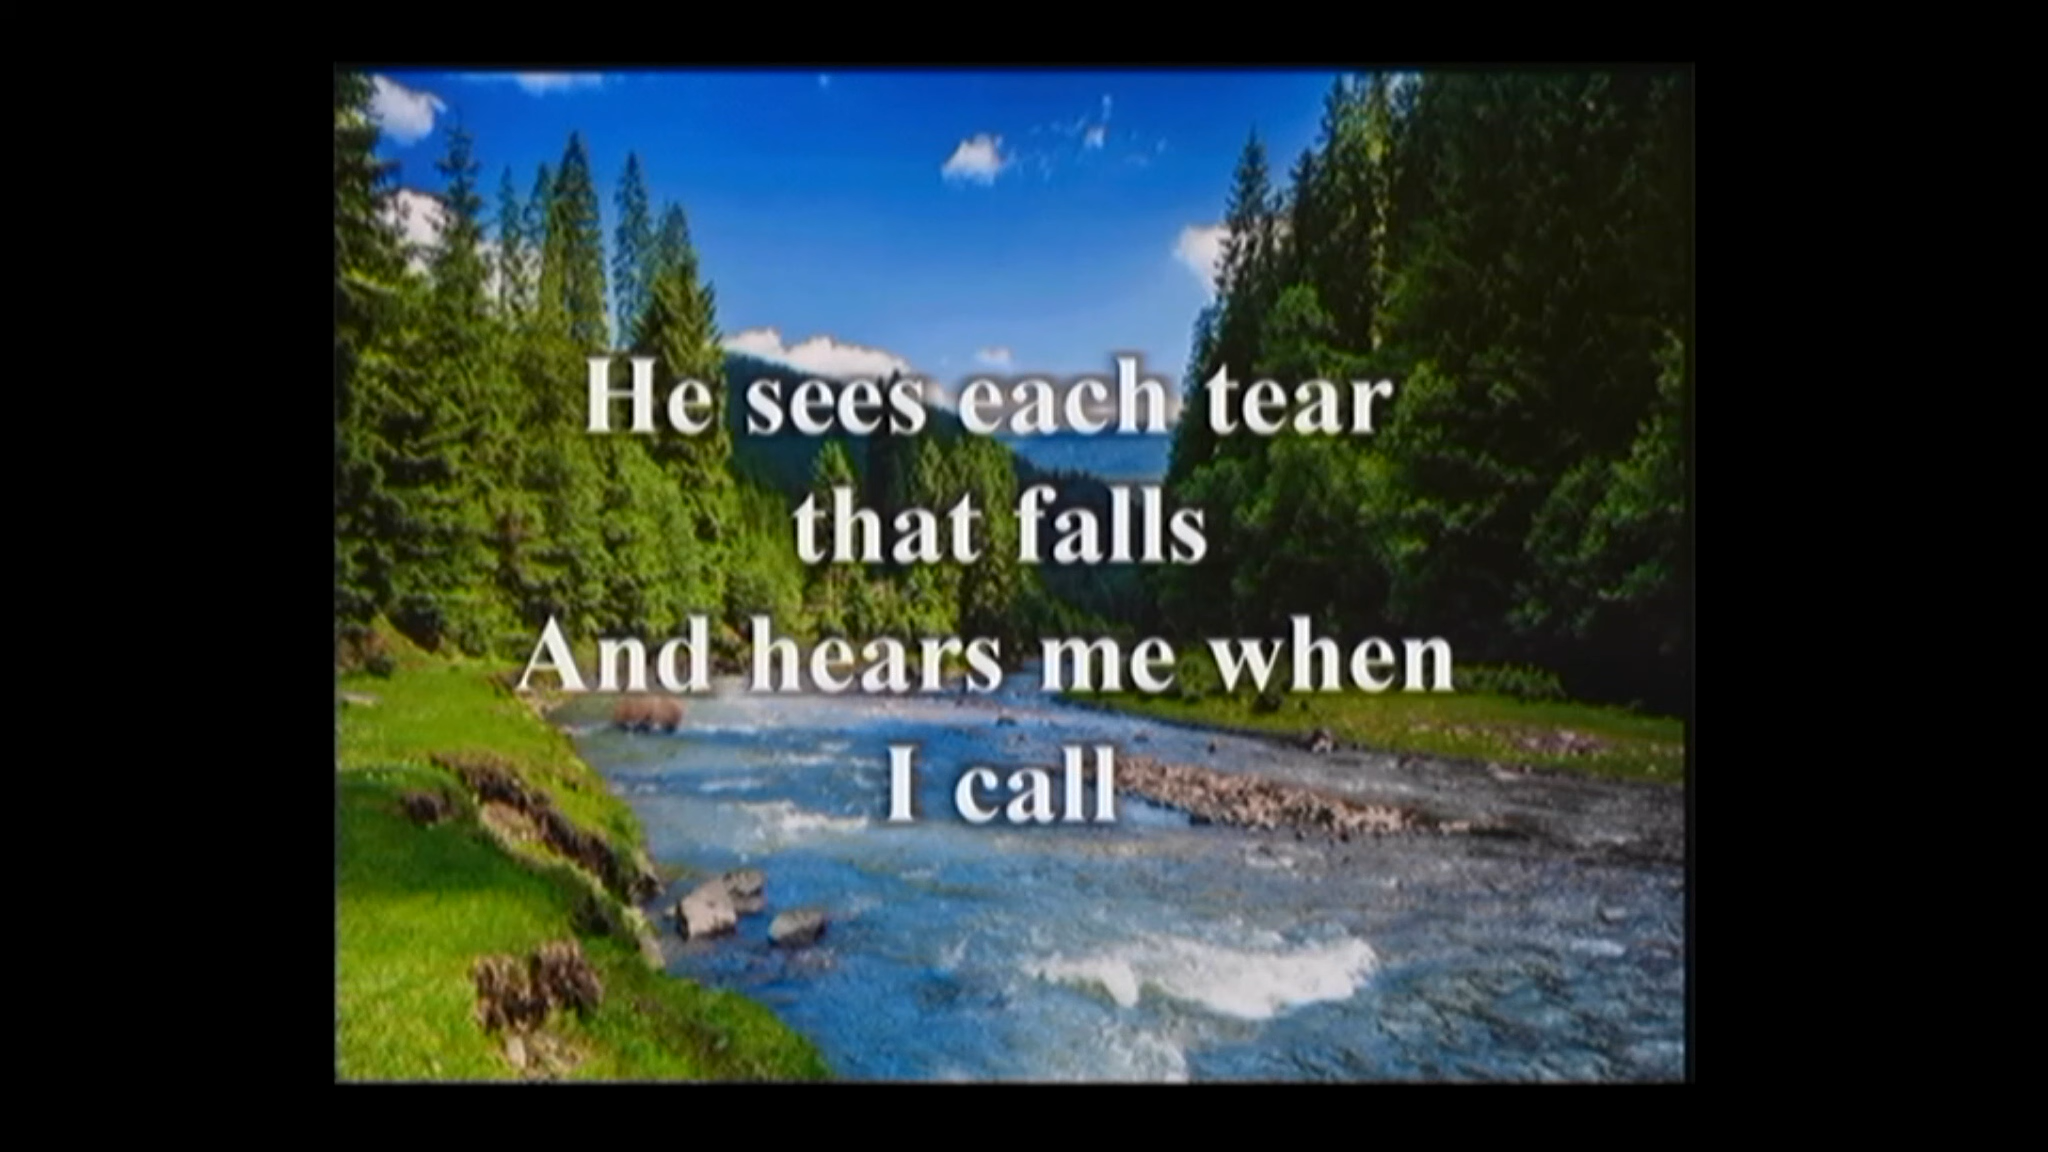 He sees each tear
that falls
And hears me when
I call